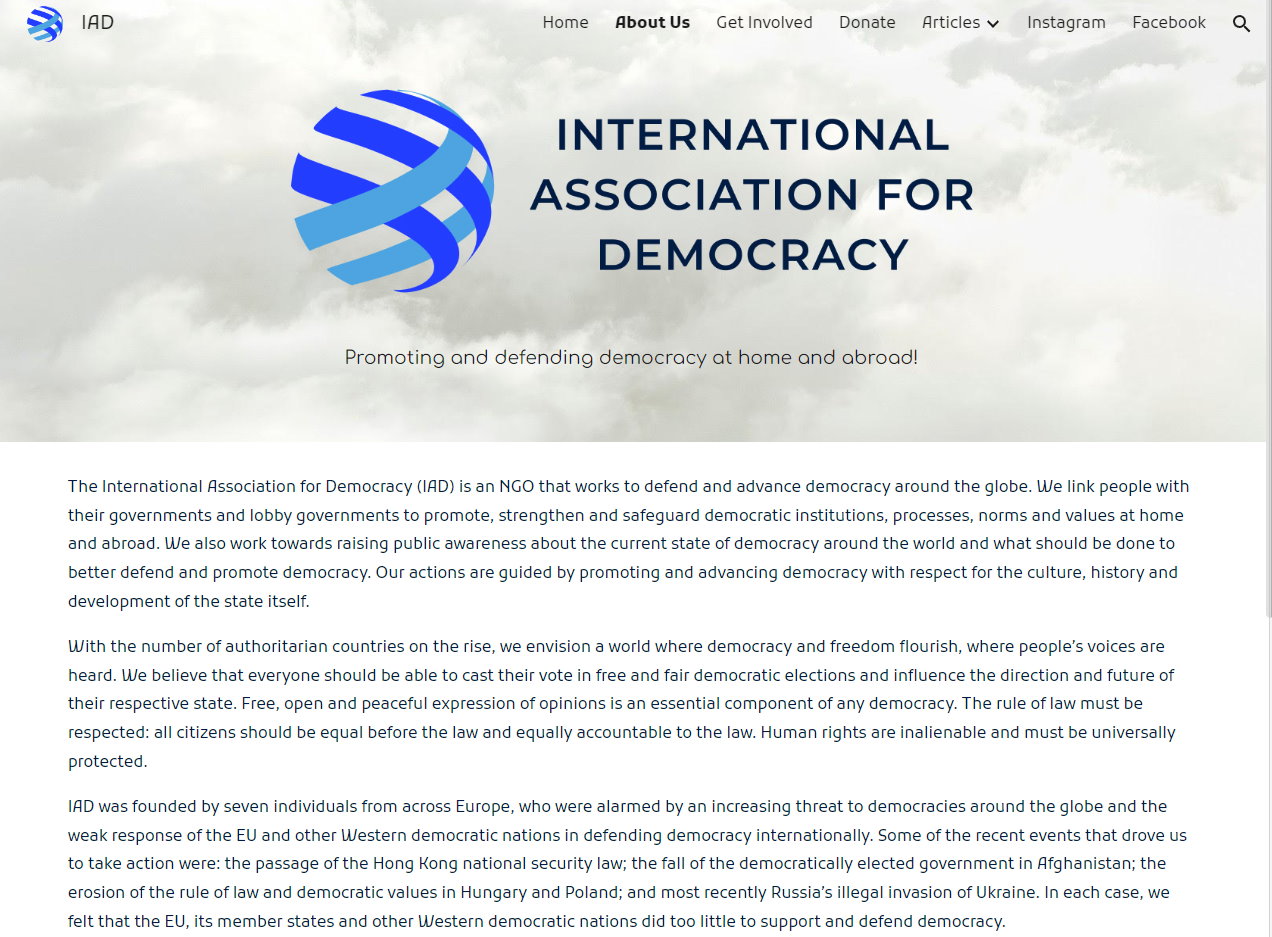 IAD
Home About Us Get Involved Donate Articles Instagram Facebook
INTERNATIONAL
ASSOCIATION FOR
DEMOCRACY
Promoting and defending democracy at home and abroad!
The International Association for Democracy (IAD) is an NGO that works to defend and advance democracy around the globe. We link people with
their governments and lobby governments to promote, strengthen and safeguard democratic institutions, processes, norms and values at home
and abroad. We also work towards raising public awareness about the current state of democracy around the world and what should be done to
better defend and promote democracy. Our actions are guided by promoting and advancing democracy with respect for the culture, history and
development of the state itself.
With the number of authoritarian countries on the rise, we envision a world where democracy and freedom flourish, where people’s voices are
heard. We believe that everyone should be able to cast their vote in free and fair democratic elections and influence the direction and future of
their respective state. Free, open and peaceful expression of opinions is an essential component of any democracy. The rule of law must be
respected: all citizens should be equal before the law and equally accountable to the law. Human rights are inalienable and must be universally
protected.
IAD was founded by seven individuals from across Europe, who were alarmed by an increasing threat to democracies around the globe and the
weak response of the EU and other Western democratic nations in defending democracy internationally. Some of the recent events that drove us
to take action were: the passage of the Hong Kong national security law; the fall of the democratically elected government in Afghanistan; the
erosion of the rule of law and democratic values in Hungary and Poland; and most recently Russia’s illegal invasion of Ukraine. In each case, we
felt that the EU, its member states and other Western democratic nations did too little to support and defend democracy.